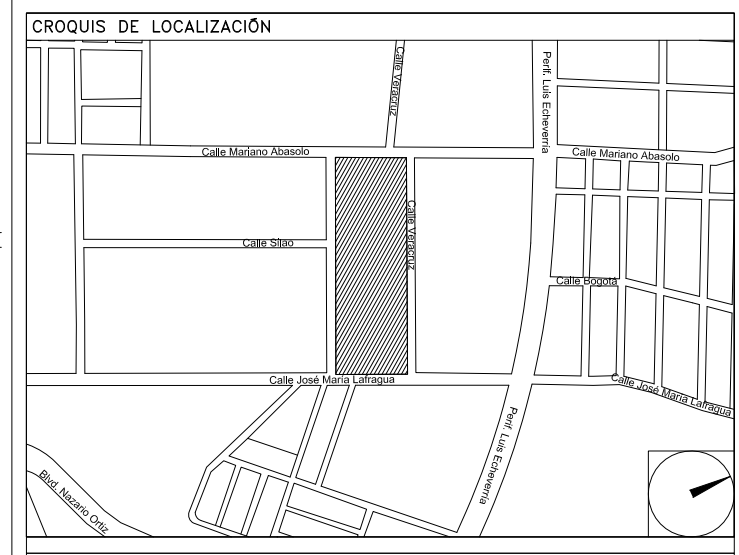 CROQUIS DE LOCALIZACIÓN
Calle Veracruz
Perif. Luis Echeverría
Calle Mariano Abasolo
Calle Mariano Abasolo
Calle Veracruz
Calle Silao
Calle Bogotá
Calle José María Lafragua
Calle José María Lafragua
Perif. Luis Echeverría
Blvd. Nazario Ortiz